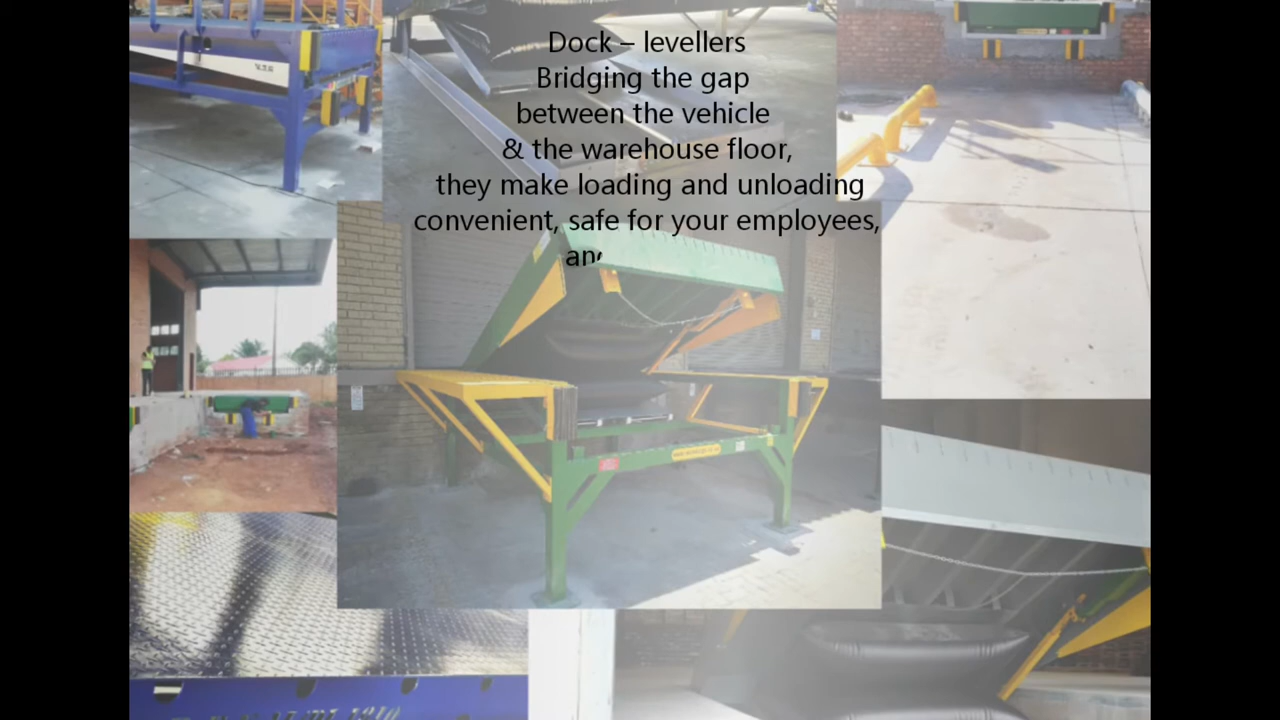 Dock – levellers
Bridging the gap
between the vehicle
& the warehouse floor,
they make loading and unloading
convenient, safe for your employees,